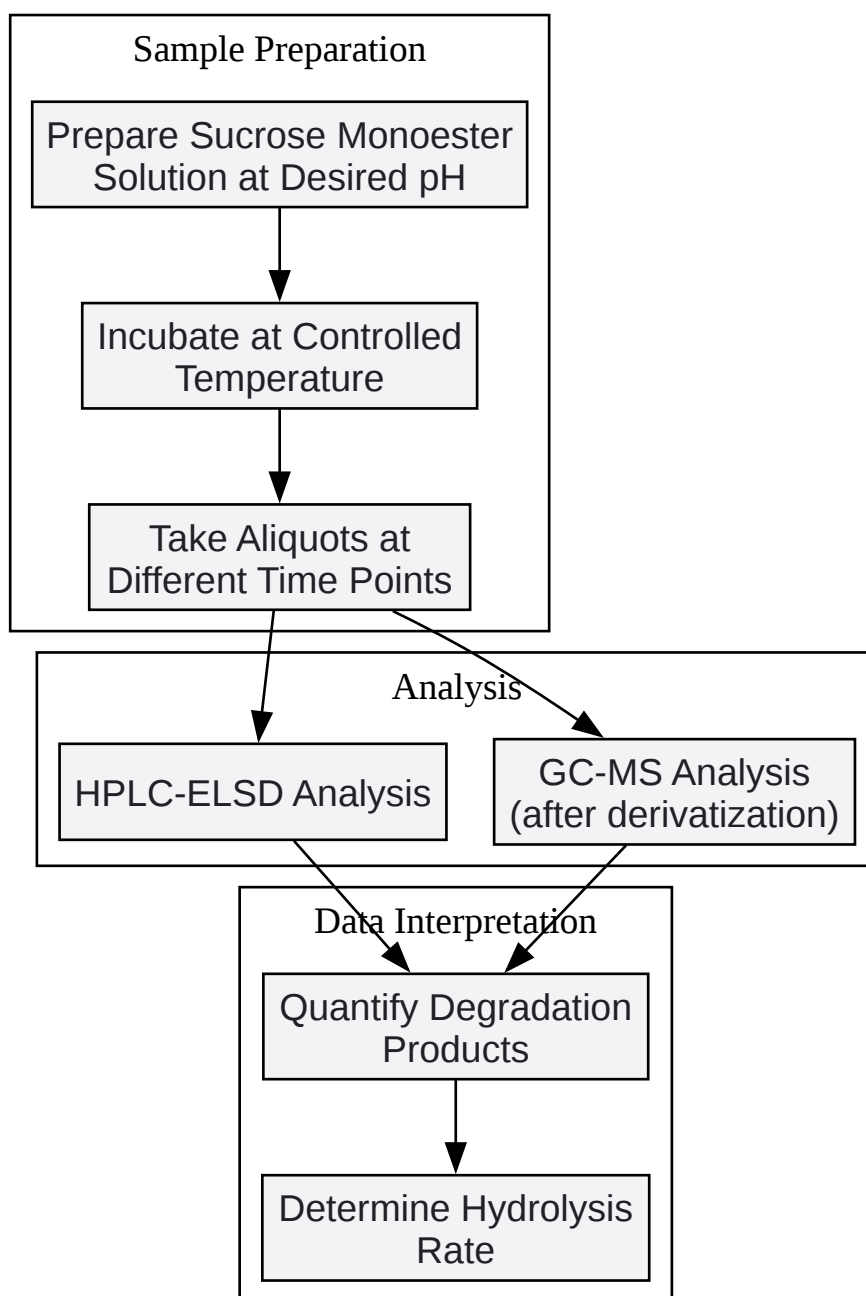 Sample Preparation
Prepare Sucrose Monoester
Solution at Desired pH
Incubate at Controlled
Temperature
Take Aliquots at
Different Time Points
Analysis
HPLC-ELSD Analysis
GC-MS Analysis
(after derivatization)
Data Interpretation
Quantify Degradation
Products
Determine Hydrolysis
Rate